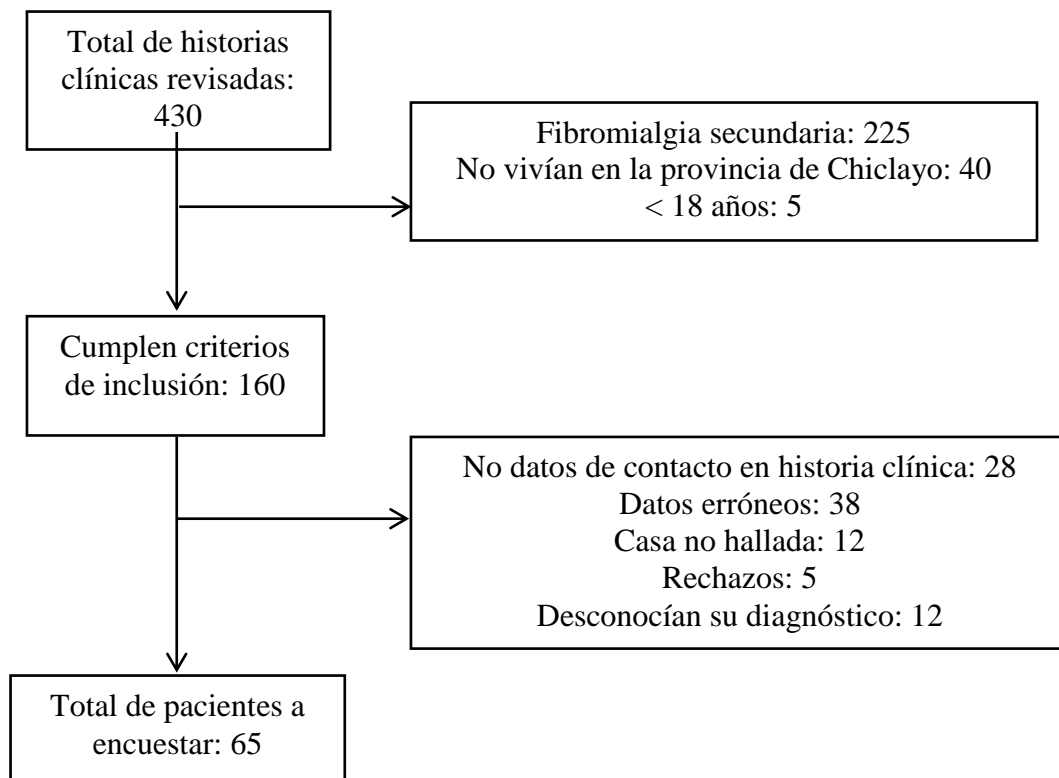 Total de historias
clínicas revisadas:
430
Fibromialgia secundaria: 225
No vivían en la provincia de Chiclayo: 40
< 18 años: 5
Cumplen criterios
de inclusión: 160
No datos de contacto en historia clínica: 28
Datos erróneos: 38
Casa no hallada: 12
Rechazos: 5
Desconocían su diagnóstico: 12
Total de pacientes a
encuestar: 65